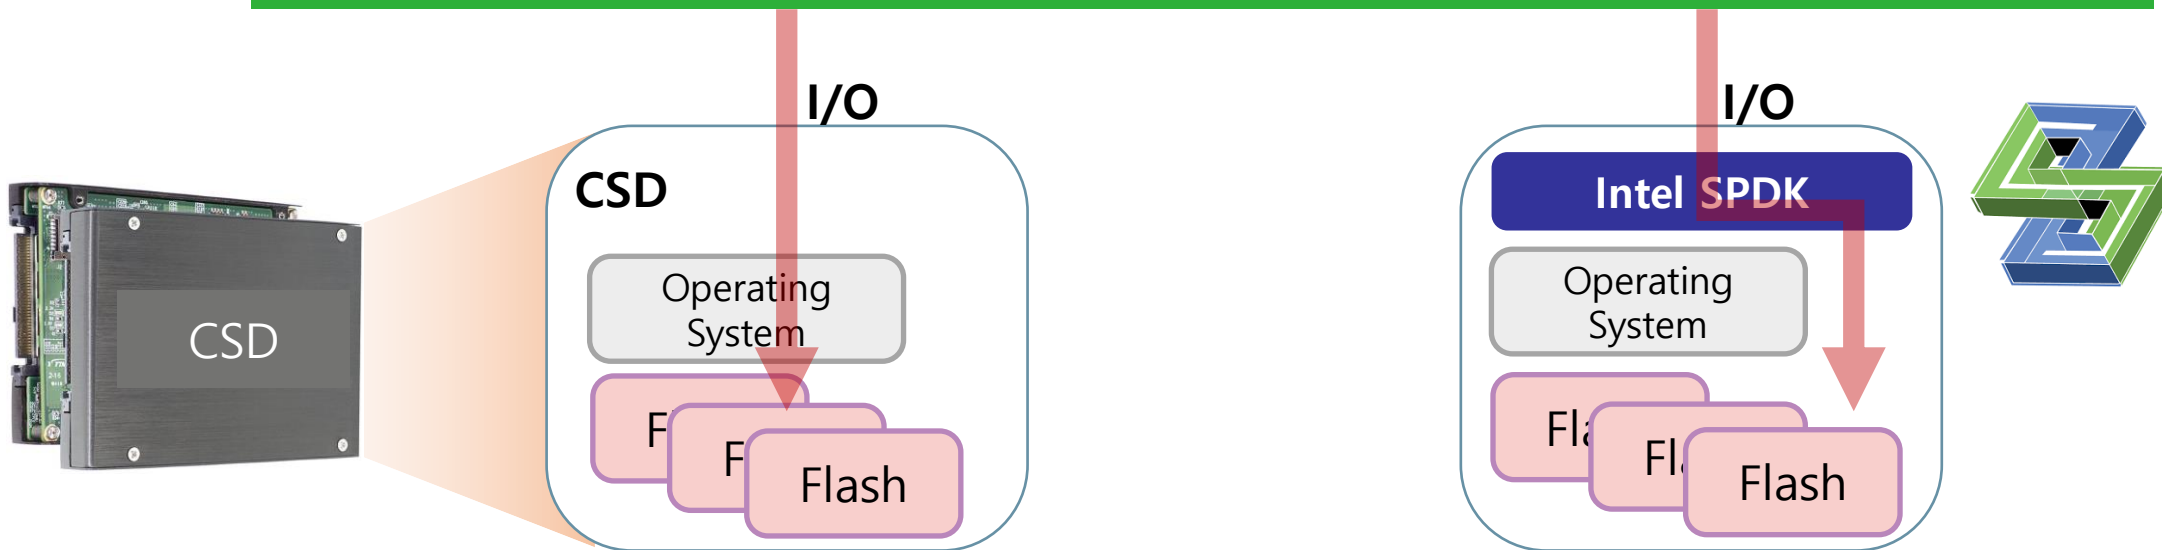 I/O
CSD
CSD
Operating
System
Flash
I/O
Intel SPDK
Operating
System
Flash